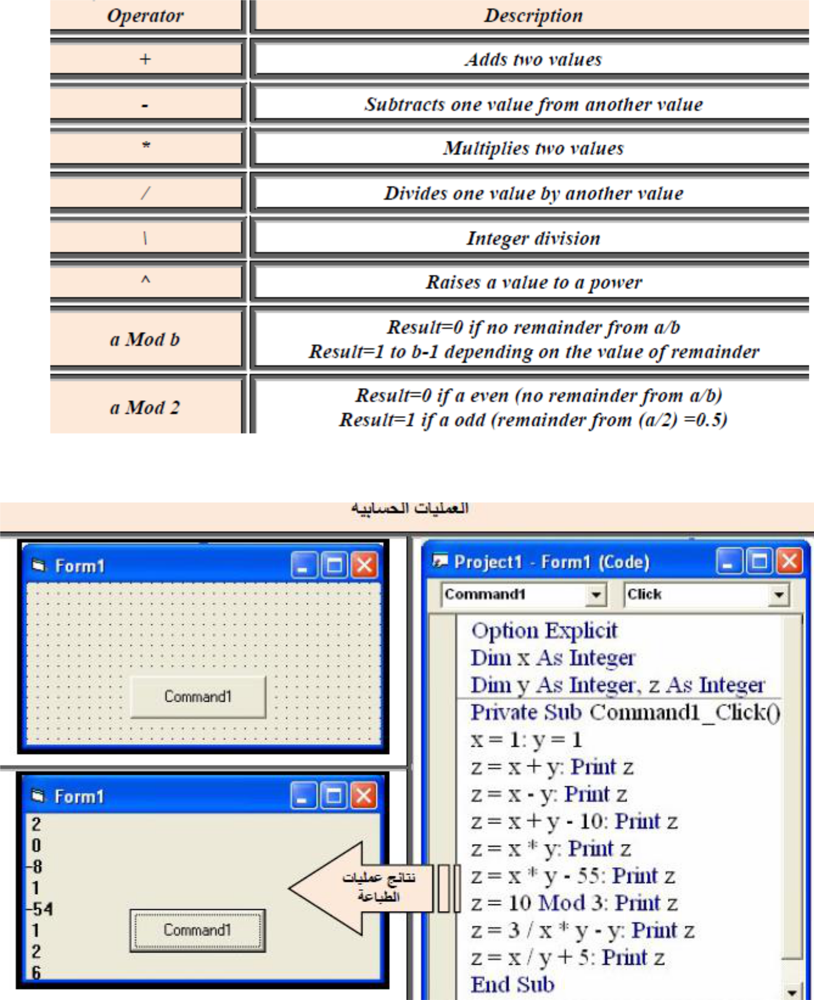 Operator Description
+ Adds two values
- Subtracts one value from another value
* Multiplies two values
/ Divides one value by another value
\ Integer division
^ Raises a value to a power
a Mod b
Result=0 if no remainder from a/b
Result=1 to b-1 depending on the value of remainder
a Mod 2
Result=0 if a even (no remainder from a/b)
Result=1 if a odd (remainder from (a/2) =0.5)
العمليات الحسابية
Form1
Command1
Project1 - Form1 (Code)
Command1 Click
Option Explicit
Dim x As Integer
Dim y As Integer, z As Integer
Private Sub Command1_Click()
x = 1: y = 1
z = x + y: Print z
z = x - y: Print z
z = x + y - 10: Print z
z = x * y: Print z
z = x * y - 55: Print z
z = 10 Mod 3: Print z
z = 3 / x * y - y: Print z
z = x / y + 5: Print z
End Sub
Form1
2
0
-8
1
-54
1
2
6
Command1
نتائج عمليات
الطباعة